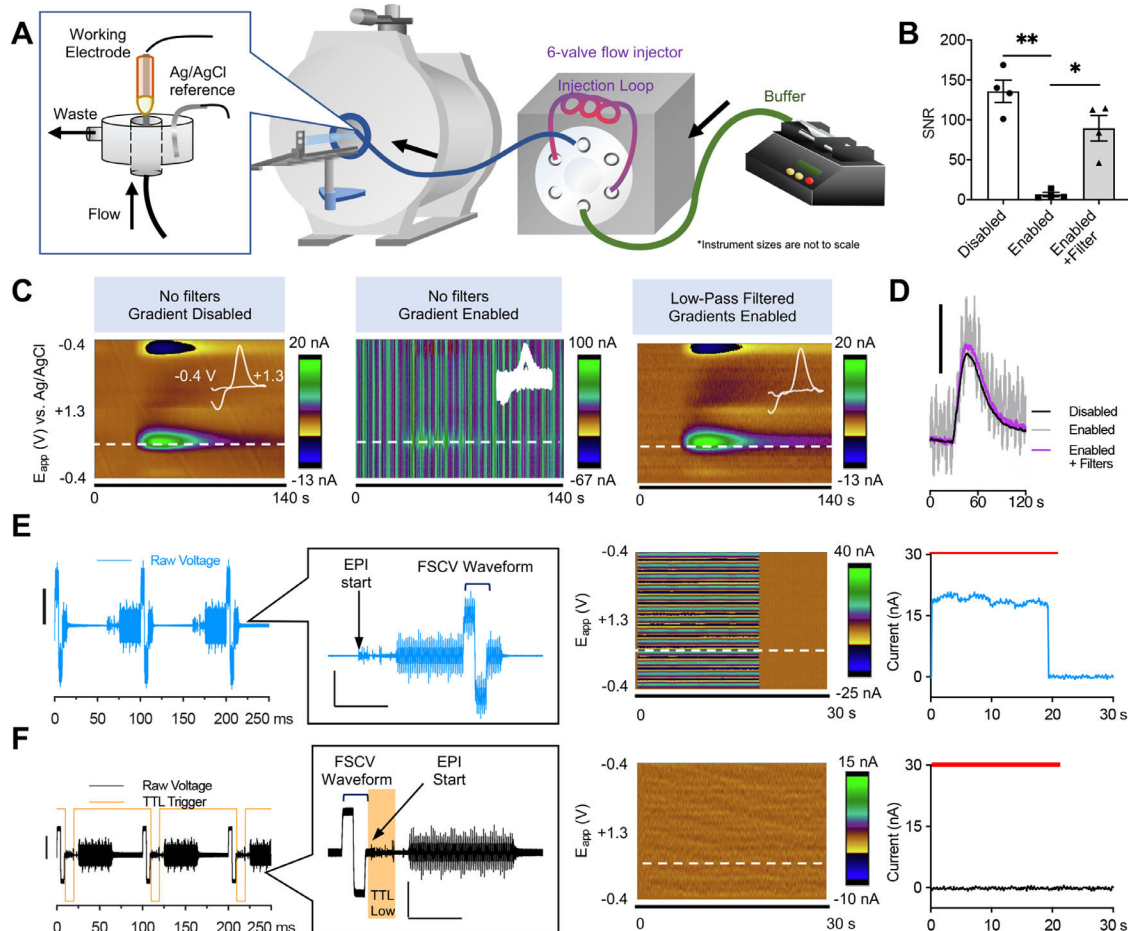 A
Working
Electrode
Ag/AgCl
reference
Waste
Flow
6-valve flow injector
Injection Loop
Buffer
*Instrument sizes are not to scale
B
**
*
SNR
200
150
100
50
0
Disabled
Enabled
Enabled
+Filter
C
No filters
Gradient Disabled
No filters
Gradient Enabled
Low-Pass Filtered
Gradients Enabled
Eapp (V) vs. Ag/AgCl
-0.4
+1.3
-0.4
-0.4 V
+1.3
20 nA
-13 nA
0
140 s
100 nA
-67 nA
0
140 s
20 nA
-13 nA
0
140 s
D
Disabled
Enabled
Enabled
+ Filters
0
60
120 s
E
Raw Voltage
0
50
100
150
200
250 ms
EPI
start
FSCV Waveform
Eapp (V)
-0.4
+1.3
-0.4
40 nA
-25 nA
0
30 s
Current (nA)
30
15
0
0
10
20
30 s
F
Raw Voltage
TTL Trigger
0
50
100
150
200
250 ms
FSCV
Waveform
EPI
Start
TTL
Low
Eapp (V)
-0.4
+1.3
-0.4
15 nA
-10 nA
0
30 s
Current (nA)
30
15
0
0
10
20
30 s